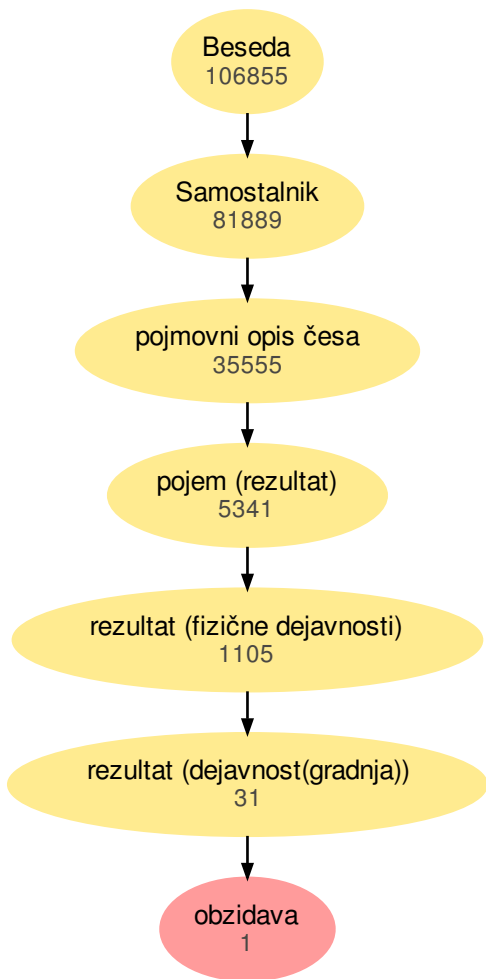 Beseda
106855
Samostalnik
81889
pojmovni opis česa
35555
pojem (rezultat)
5341
rezultat (fizične dejavnosti)
1105
rezultat (dejavnost(gradnja))
31
obzidava
1